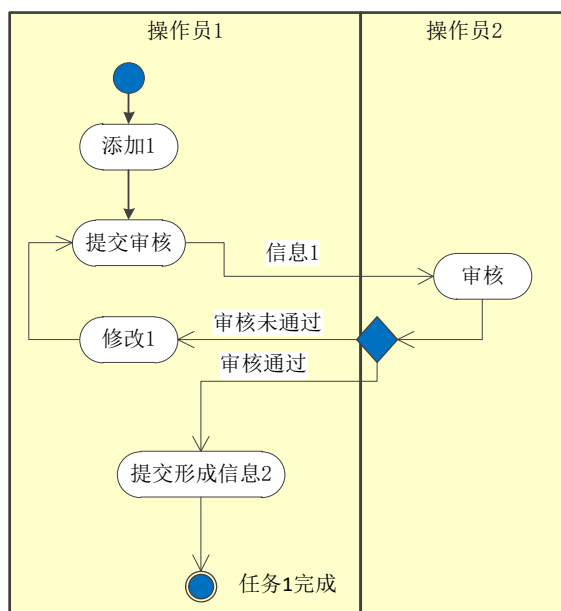 操作员1
操作员2
添加1
提交审核
信息1
审核
审核未通过
修改1
审核通过
提交形成信息2
任务1完成